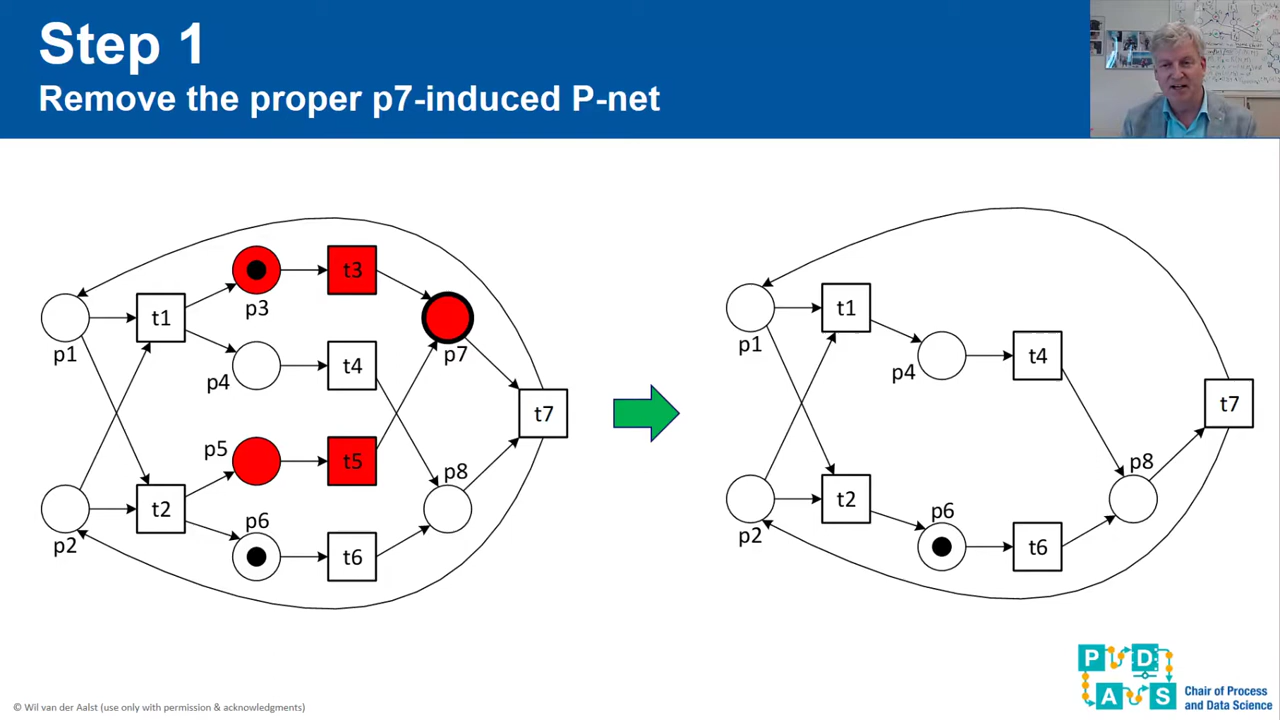 Step 1
Remove the proper p7-induced P-net
p3
t3
p1
t1
p4
t4
p7
p5
t5
t7
p2
t2
p6
t6
p8
p1
t1
p4
t4
t7
p2
t2
p6
t6
p8
© Wil van der Aalst (use only with permission & acknowledgments)
P D
A S
Chair of Process
and Data Science